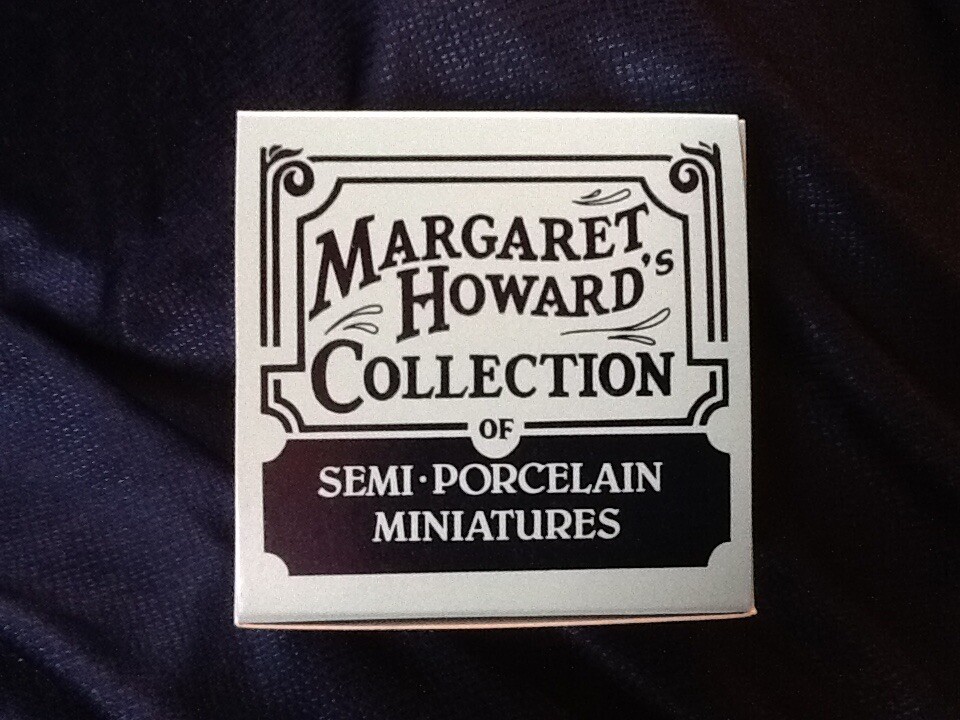 MARGARET
HOWARD'S
COLLECTION
OF
SEMI·PORCELAIN
MINIATURES